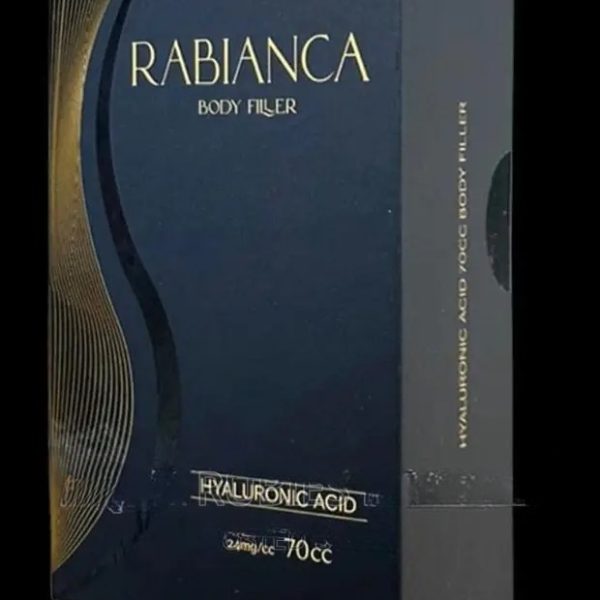 RABIANCA
BODY FILLER
HYALURONIC ACID
24mg/cc 70cc
HYALURONIC ACID 70CC BODY FILLER